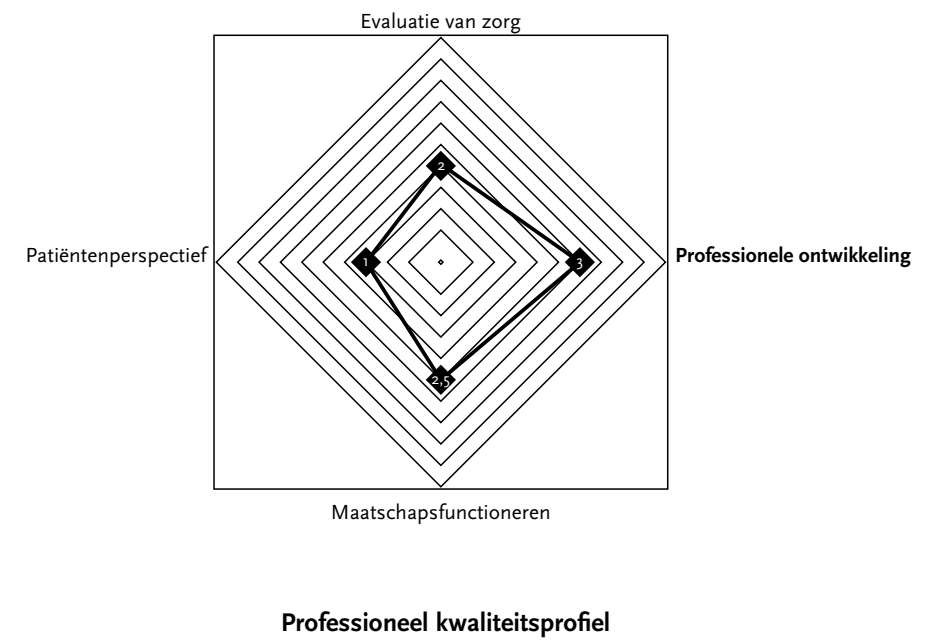 Evaluatie van zorg
2
Patiëntenperspectief
1
3
Professionele ontwikkeling
2,5
Maatschapsfunctioneren
Professioneel kwaliteitsprofiel